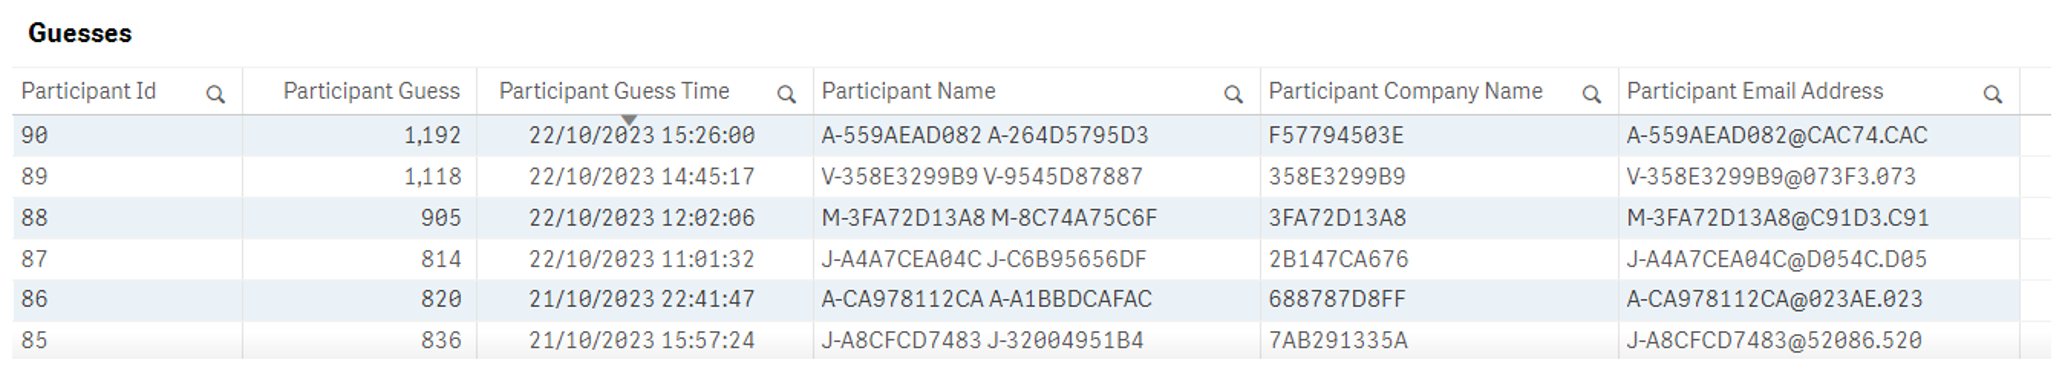 Guesses
Participant Id Participant Guess Participant Guess Time Participant Name Participant Company Name Participant Email Address
90 1,192 22/10/2023 15:26:00 A-559AEAD082 A-264D5795D3 F57794503E A-559AEAD082@CAC74.CAC
89 1,118 22/10/2023 14:45:17 V-358E3299B9 V-9545D87887 358E3299B9 V-358E3299B9@073F3.073
88 905 22/10/2023 12:02:06 M-3FA72D13A8 M-8C74A75C6F 3FA72D13A8 M-3FA72D13A8@C91D3.C91
87 814 22/10/2023 11:01:32 J-A4A7CEA04C J-C6B95656DF 2B147CA676 J-A4A7CEA04C@D054C.D05
86 820 21/10/2023 22:41:47 A-CA978112CA A-A1BBDCAFAC 688787D8FF A-CA978112CA@023AE.023
85 836 21/10/2023 15:57:24 J-A8CFCD7483 J-32004951B4 7AB291335A J-A8CFCD7483@52086.520